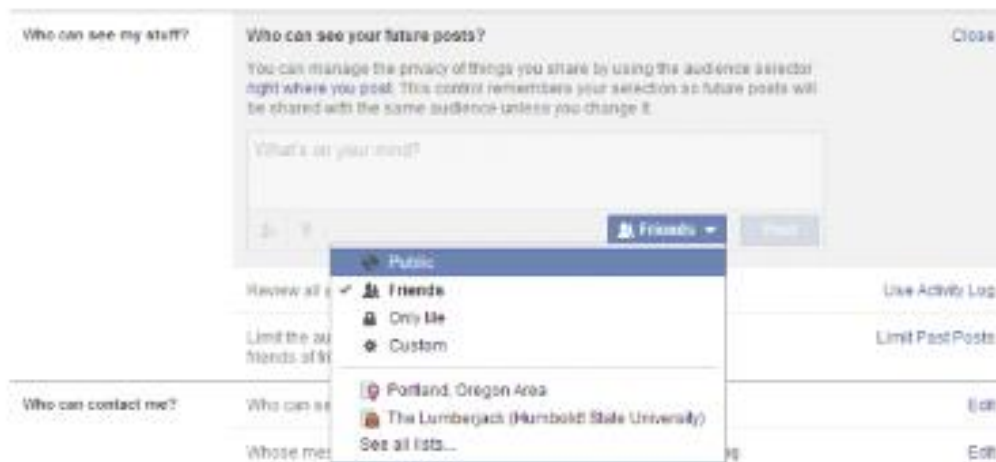 Who can see my stuff?
Who can see your future posts?
Close
You can manage the privacy of things you share by using the audience selector
right where you post. This control remembers your selection so future posts will
be shared with the same audience unless you change it.
What's on your mind?
Friends
Post
Public
Review all
Friends
Use Activity Log
Only Me
Limit the au
Limit Past Posts
friends of fri
Custom
Portland, Oregon Area
Who can contact me?
Who can se
Edit
The Lumberjack (Humboldt State University)
See all lists...
Whose mes
Edit